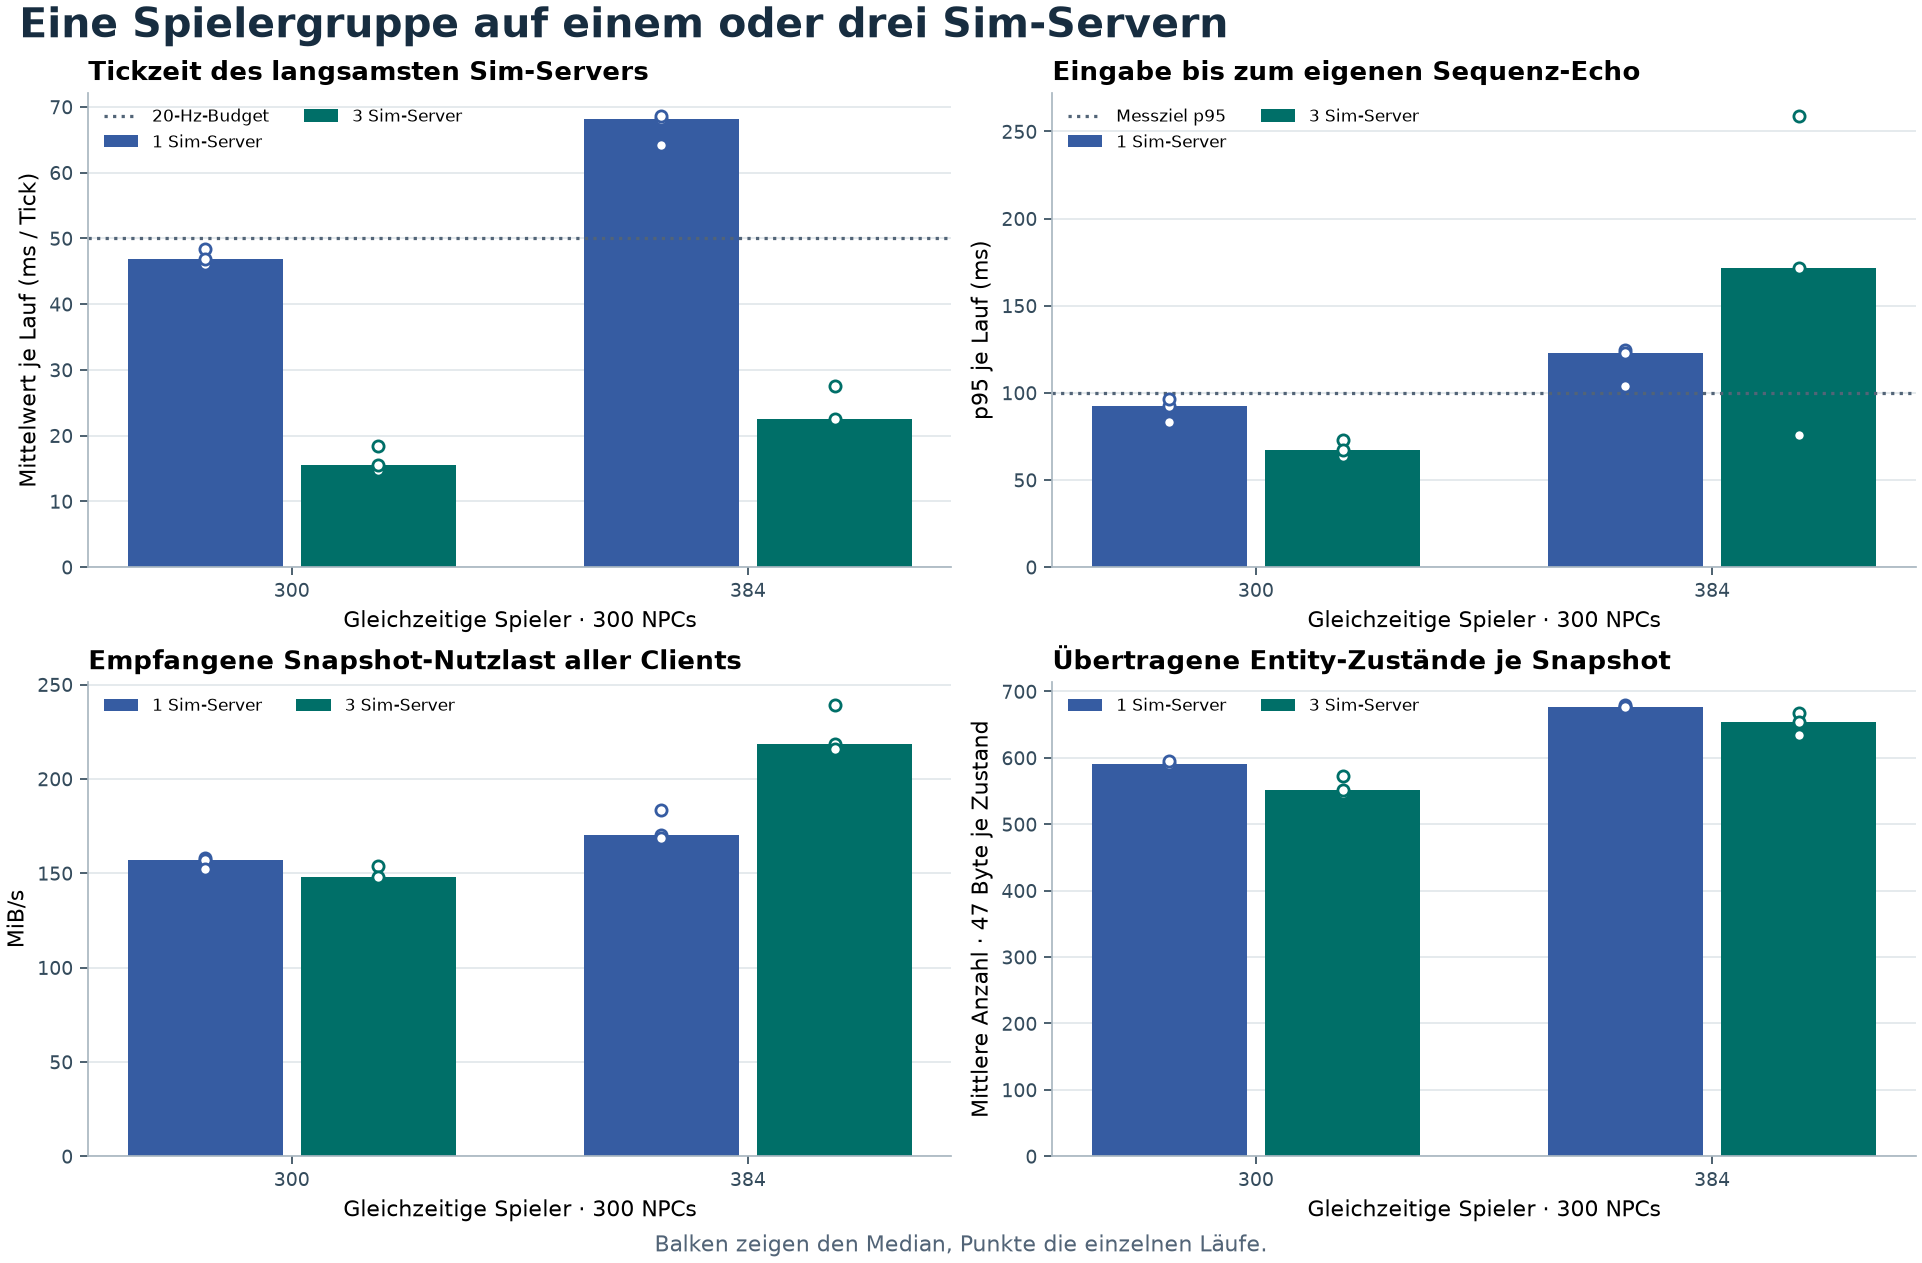 Eine Spielergruppe auf einem oder drei Sim-Servern
Tickzeit des langsamsten Sim-Servers
20-Hz-Budget
1 Sim-Server
3 Sim-Server
Mittelwert je Lauf (ms / Tick)
70
60
50
40
30
20
10
0
300
384
Gleichzeitige Spieler · 300 NPCs
Eingabe bis zum eigenen Sequenz-Echo
Messziel p95
1 Sim-Server
3 Sim-Server
p95 je Lauf (ms)
250
200
150
100
50
0
300
384
Gleichzeitige Spieler · 300 NPCs
Empfangene Snapshot-Nutzlast aller Clients
1 Sim-Server
3 Sim-Server
MiB/s
250
200
150
100
50
0
300
384
Gleichzeitige Spieler · 300 NPCs
Übertragene Entity-Zustände je Snapshot
1 Sim-Server
3 Sim-Server
Mittlere Anzahl · 47 Byte je Zustand
700
600
500
400
300
200
100
0
300
384
Gleichzeitige Spieler · 300 NPCs
Balken zeigen den Median, Punkte die einzelnen Läufe.